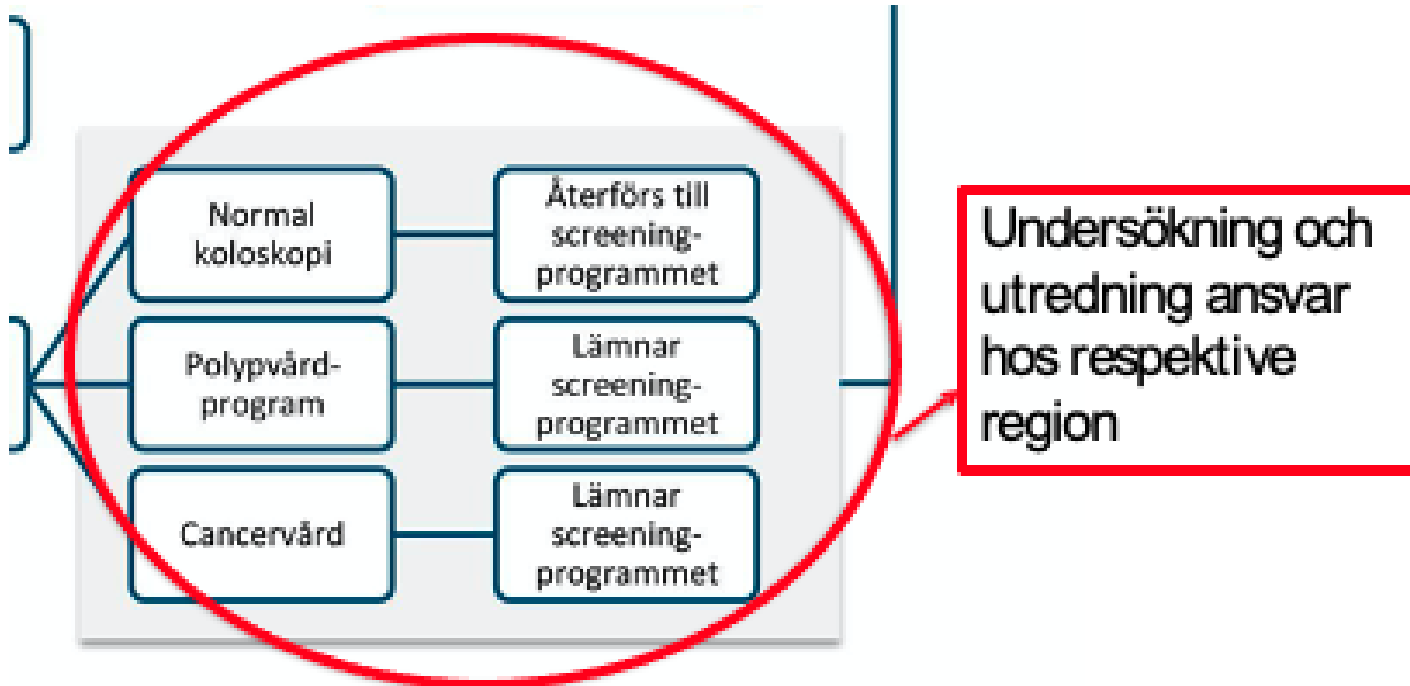 Normal
koloskopi
Återförs till
screening-
programmet
Polypvård-
program
Lämnar
screening-
programmet
Cancervård
Lämnar
screening-
programmet
Undersökning och
utredning ansvar
hos respektive
region